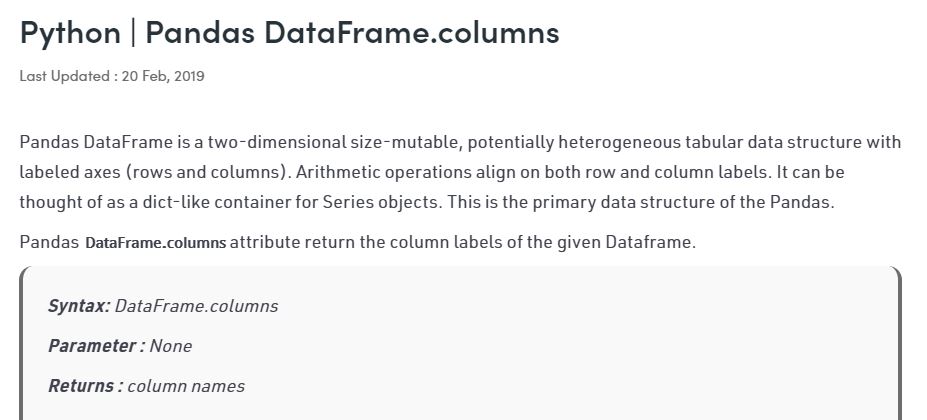 Python | Pandas DataFrame.columns
Last Updated : 20 Feb, 2019
Pandas DataFrame is a two-dimensional size-mutable, potentially heterogeneous tabular data structure with
labeled axes (rows and columns). Arithmetic operations align on both row and column labels. It can be
thought of as a dict-like container for Series objects. This is the primary data structure of the Pandas.
Pandas DataFrame.columns attribute return the column labels of the given Dataframe.
Syntax: DataFrame.columns
Parameter : None
Returns : column names